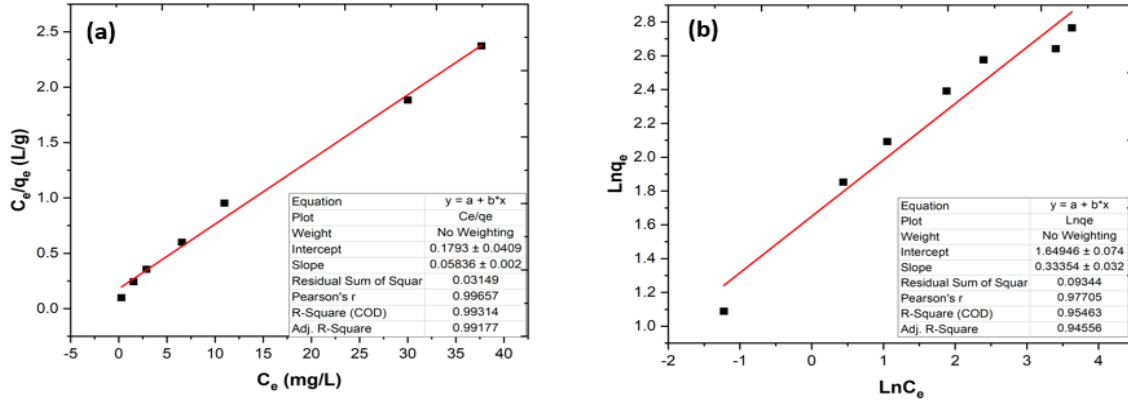 (a)
2.5
2.0
1.5
1.0
0.5
0.0
Cₑ/qₑ (L/g)
-5 0 5 10 15 20 25 30 35 40
Cₑ (mg/L)
Equation y = a + b*x
Plot Ce/qe
Weight No Weighting
Intercept 0.1793 ± 0.0409
Slope 0.05836 ± 0.002
Residual Sum of Squar 0.03149
Pearson's r 0.99657
R-Square (COD) 0.99314
Adj. R-Square 0.99177
(b)
3.0
2.8
2.6
2.4
2.2
2.0
1.8
1.6
1.4
1.2
1.0
Lnqₑ
-2 -1 0 1 2 3 4
LnCₑ
Equation y = a + b*x
Plot Lnqe
Weight No Weighting
Intercept 1.64946 ± 0.074
Slope 0.33354 ± 0.032
Residual Sum of Squar 0.09344
Pearson's r 0.97705
R-Square (COD) 0.95463
Adj. R-Square 0.94556